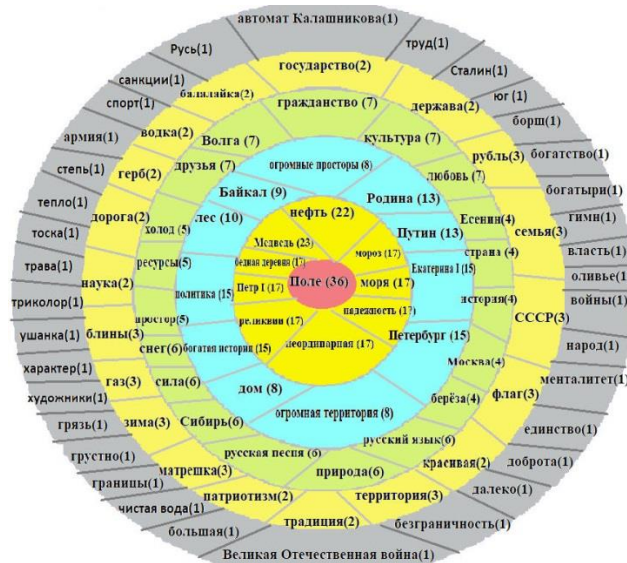 автомат Калашникова(1)
Русь(1)
труд(1)
государство(2)
Сталин(1)
санкции(1)
балалайка(2)
держава(2)
юг (1)
спорт(1)
гражданство (7)
борщ(1)
водка(2)
Волга (7)
культура (7)
рубль(3)
армия(1)
друзья (7)
огромные просторы (8)
любовь (7)
богатство(1)
степь(1)
герб(2)
Байкал (9)
Родина (13)
богатыри(1)
тепло(1)
дорога(2)
лес (10)
нефть (22)
Путин (13)
Есенин(4)
семья(3)
гимн(1)
тоска(1)
холод (5)
Медведь (23)
мороз (17)
страна (4)
власть(1)
бедная деревня (17)
Екатерина I (15)
трава(1)
наука(2)
ресурсы(5)
Поле (36)
моря (17)
оливье(1)
триколор(1)
политика (15)
Петр I (17)
история(4)
войны(1)
простор(5)
реликвии (17)
надежность (17)
СССР(3)
ушанка(1)
блины(3)
снег(6)
богатая история (15)
неординарная (17)
Петербург (15)
народ(1)
характер(1)
газ(3)
сила(6)
дом (8)
Москва(4)
менталитет(1)
художники(1)
огромная территория (8)
берёза(4)
флаг(3)
грязь(1)
зима(3)
Сибирь(6)
русский язык(6)
единство(1)
грустно(1)
матрешка(3)
русская песня (6)
природа(6)
красивая(2)
доброта(1)
границы(1)
патриотизм(2)
территория(3)
далеко(1)
чистая вода(1)
традиция(2)
безграничность(1)
большая(1)
Великая Отечественная война(1)